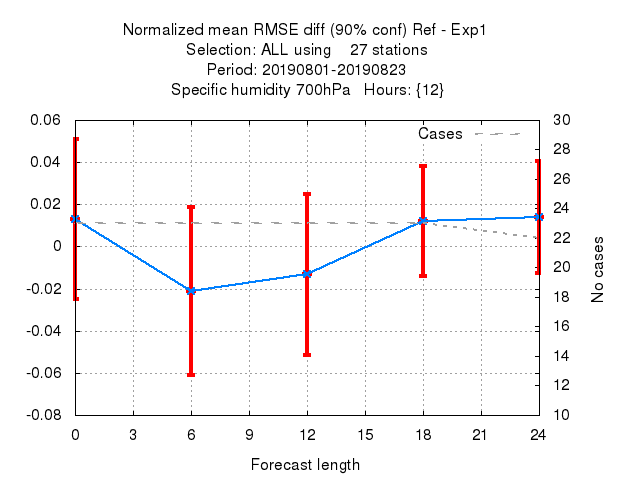 Normalized mean RMSE diff (90% conf) Ref - Exp1
Selection: ALL using    27 stations
Period: 20190801-20190823
Specific humidity 700hPa   Hours: {12}
Cases
0.06
0.04
0.02
0
-0.02
-0.04
-0.06
-0.08
30
28
26
24
22
20
18
16
14
12
10
No cases
0 3 6 9 12 15 18 21 24
Forecast length